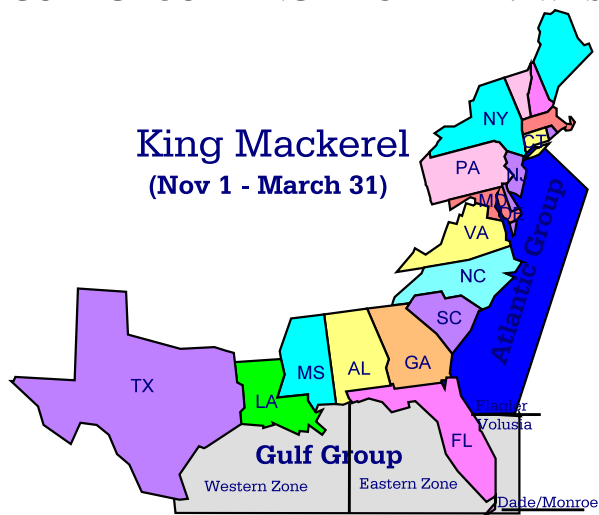 King Mackerel
(Nov 1 - March 31)
NY
CT
PA
NJ
MD
DE
VA
NC
SC
Atlantic Group
TX
LA
MS
AL
GA
FL
Flagler
Volusia
Gulf Group
Western Zone
Eastern Zone
Dade/Monroe